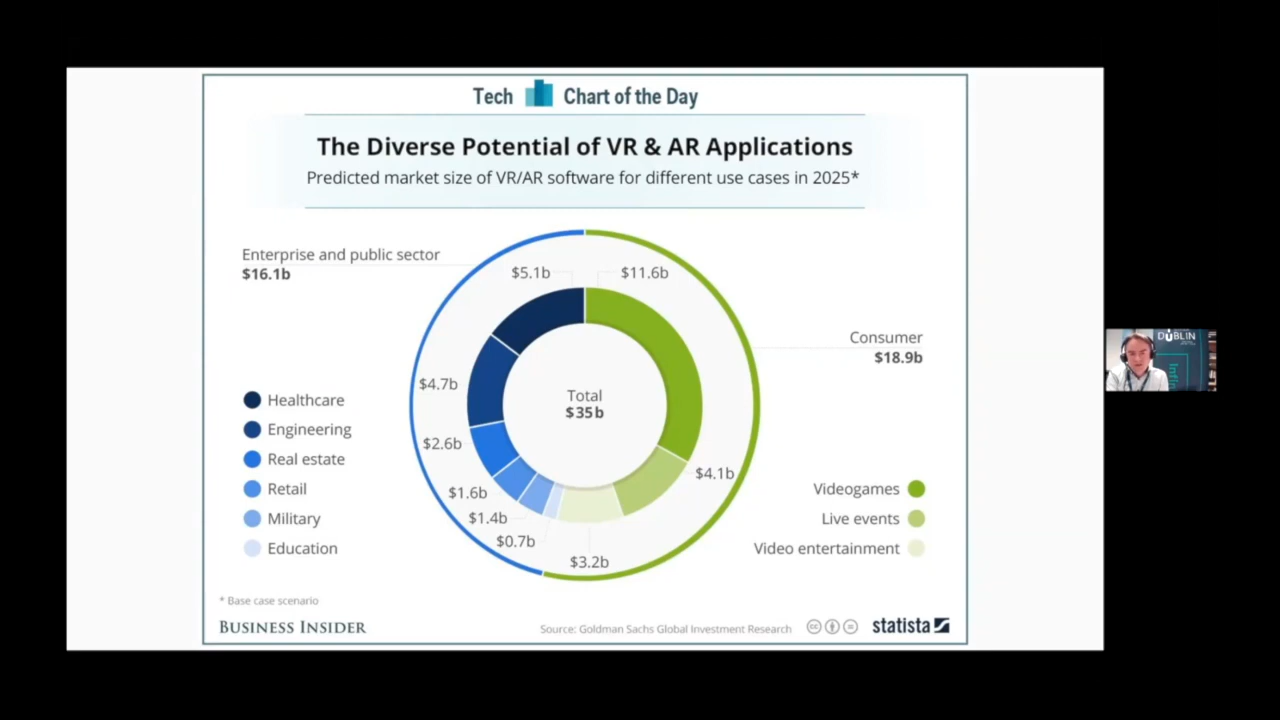 Tech Chart of the Day
The Diverse Potential of VR & AR Applications
Predicted market size of VR/AR software for different use cases in 2025*
Enterprise and public sector
$16.1b
$5.1b
$11.6b
Consumer
$18.9b
$4.7b
Total
$35b
$2.6b
$4.1b
$1.6b
$1.4b
$0.7b
$3.2b
Healthcare
Engineering
Real estate
Retail
Military
Education
Videogames
Live events
Video entertainment
* Base case scenario
BUSINESS INSIDER
Source: Goldman Sachs Global Investment Research
statista
DUBLIN
Infin